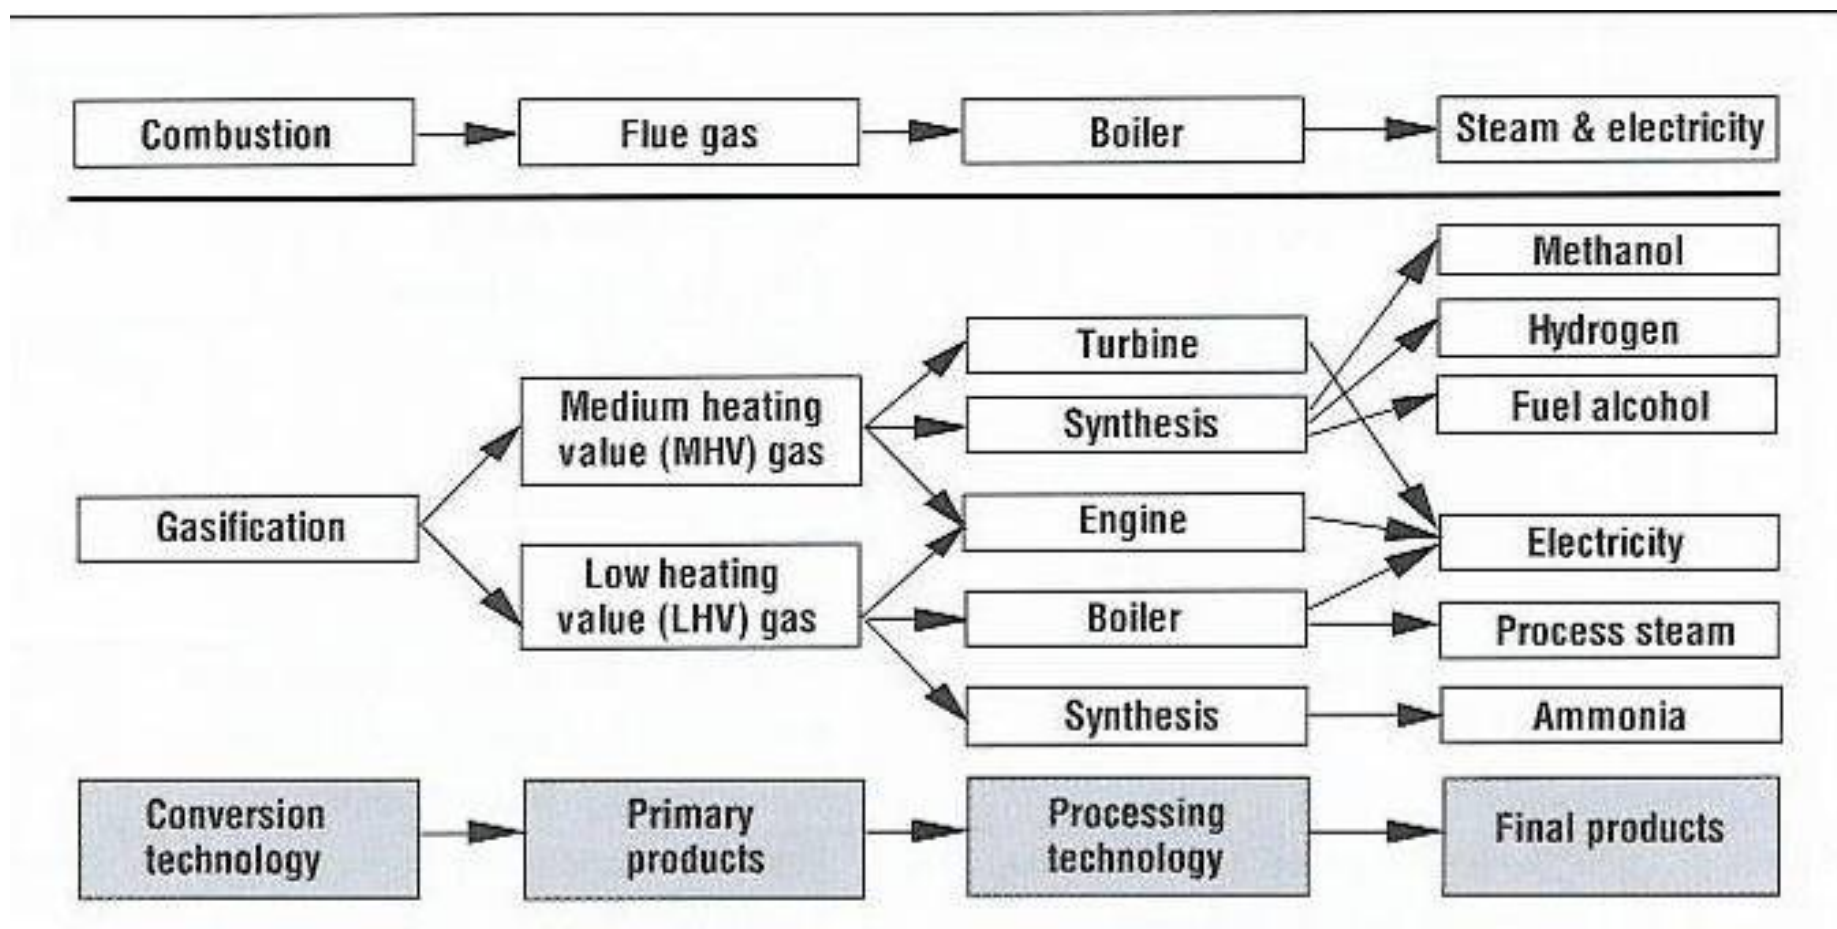 Combustion
Flue gas
Boiler
Steam & electricity
Methanol
Hydrogen
Fuel alcohol
Turbine
Synthesis
Medium heating
value (MHV) gas
Engine
Electricity
Gasification
Low heating
value (LHV) gas
Boiler
Process steam
Synthesis
Ammonia
Conversion
technology
Primary
products
Processing
technology
Final products